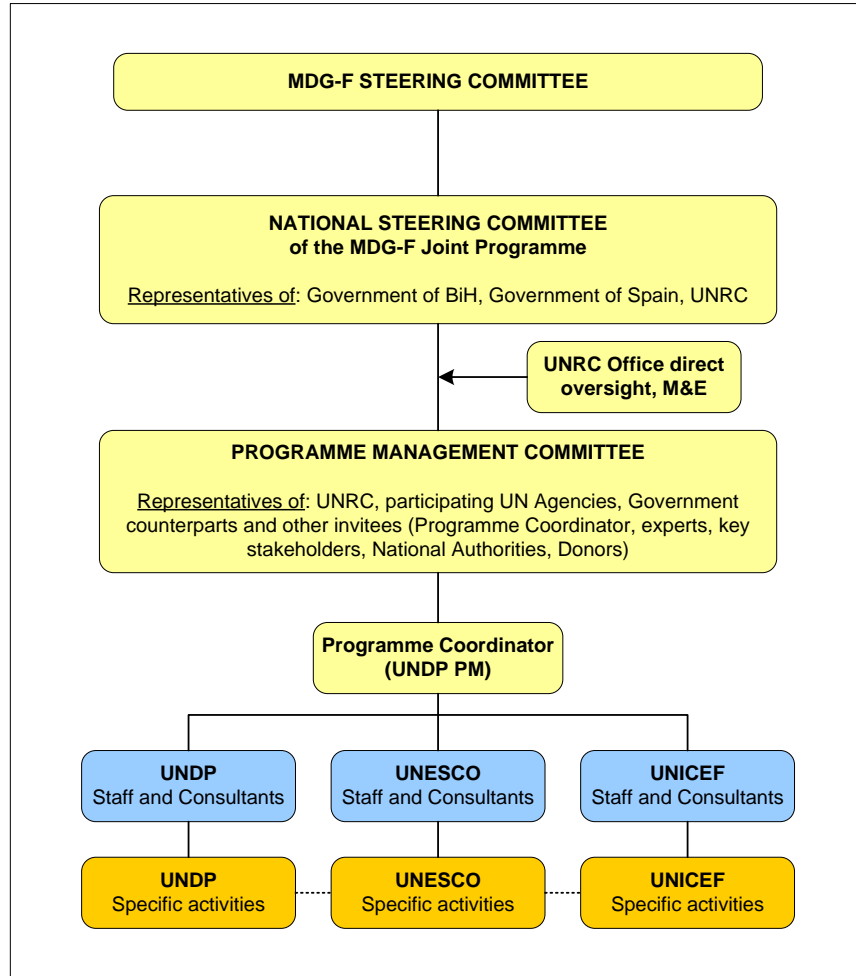 MDG-F STEERING COMMITTEE
NATIONAL STEERING COMMITTEE
of the MDG-F Joint Programme
Representatives of: Government of BiH, Government of Spain, UNRC
UNRC Office direct
oversight, M&E
PROGRAMME MANAGEMENT COMMITTEE
Representatives of: UNRC, participating UN Agencies, Government
counterparts and other invitees (Programme Coordinator, experts, key
stakeholders, National Authorities, Donors)
Programme Coordinator
(UNDP PM)
UNDP
Staff and Consultants
UNESCO
Staff and Consultants
UNICEF
Staff and Consultants
UNDP
Specific activities
UNESCO
Specific activities
UNICEF
Specific activities